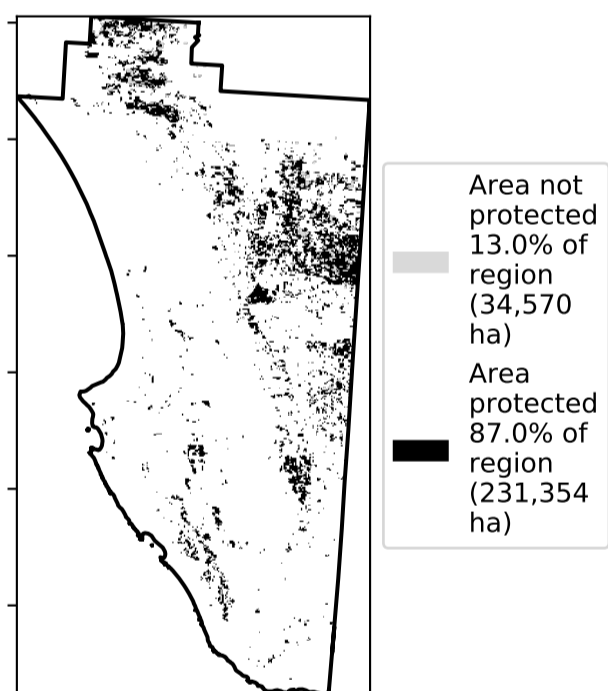 Area not
protected
13.0% of
region
(34,570
ha)
Area
protected
87.0% of
region
(231,354
ha)